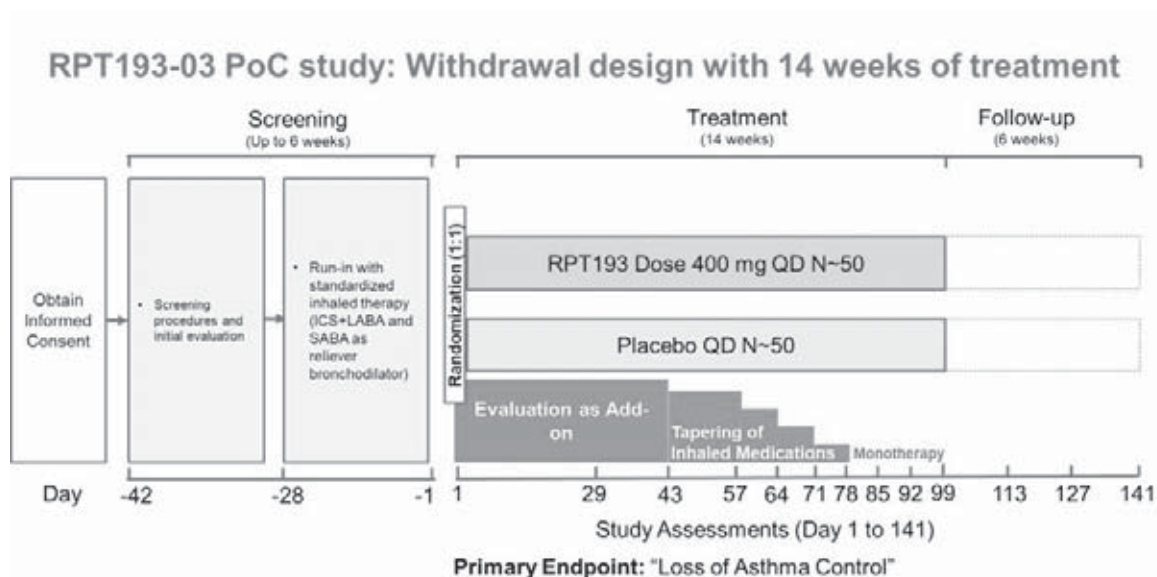 RPT193-03 PoC study: Withdrawal design with 14 weeks of treatment
Screening
(Up to 6 weeks)
Treatment
(14 weeks)
Follow-up
(6 weeks)
Obtain
Informed
Consent
• Screening
procedures and
initial evaluation
• Run-in with
standardized
inhaled therapy
(ICS+LABA and
SABA as
reliever
bronchodilator)
Randomization (1:1)
RPT193 Dose 400 mg QD N~50
Placebo QD N~50
Evaluation as Add-
on
Tapering of
Inhaled Medications
Monotherapy
Day -42 -28 -1 1 29 43 57 64 71 78 85 92 99 113 127 141
Study Assessments (Day 1 to 141)
Primary Endpoint: “Loss of Asthma Control”